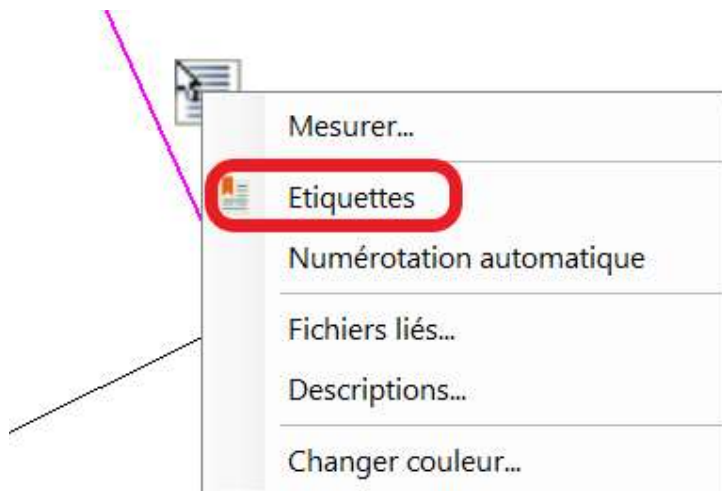 Mesurer...
Etiquettes
Numérotation automatique
Fichiers liés...
Descriptions...
Changer couleur...